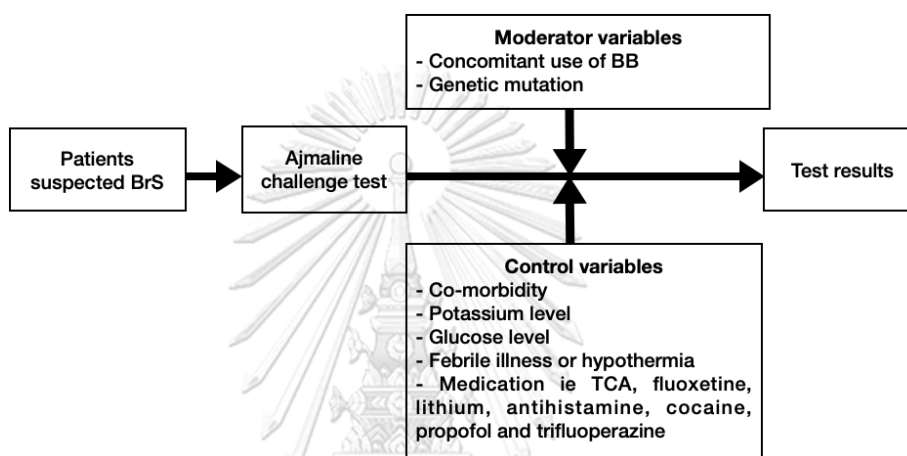 Moderator variables
- Concomitant use of BB
- Genetic mutation
Patients
suspected BrS
Ajmaline
challenge test
Test results
Control variables
- Co-morbidity
- Potassium level
- Glucose level
- Febrile illness or hypothermia
- Medication ie TCA, fluoxetine,
lithium, antihistamine, cocaine,
propofol and trifluoperazine